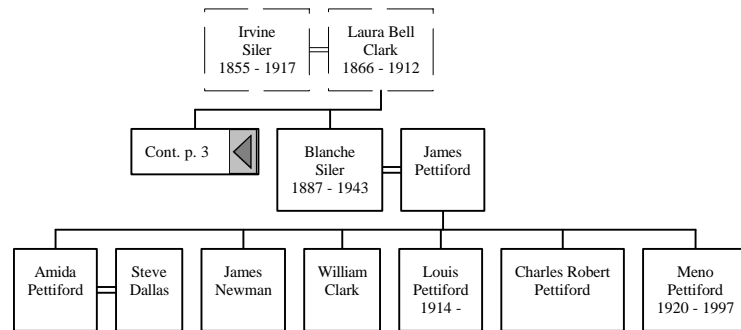 Irvine
Siler
1855 - 1917
Laura Bell
Clark
1866 - 1912
Cont. p. 3
Blanche
Siler
1887 - 1943
James
Pettiford
Amida
Pettiford
Steve
Dallas
James
Newman
William
Clark
Louis
Pettiford
1914 -
Charles Robert
Pettiford
Meno
Pettiford
1920 - 1997